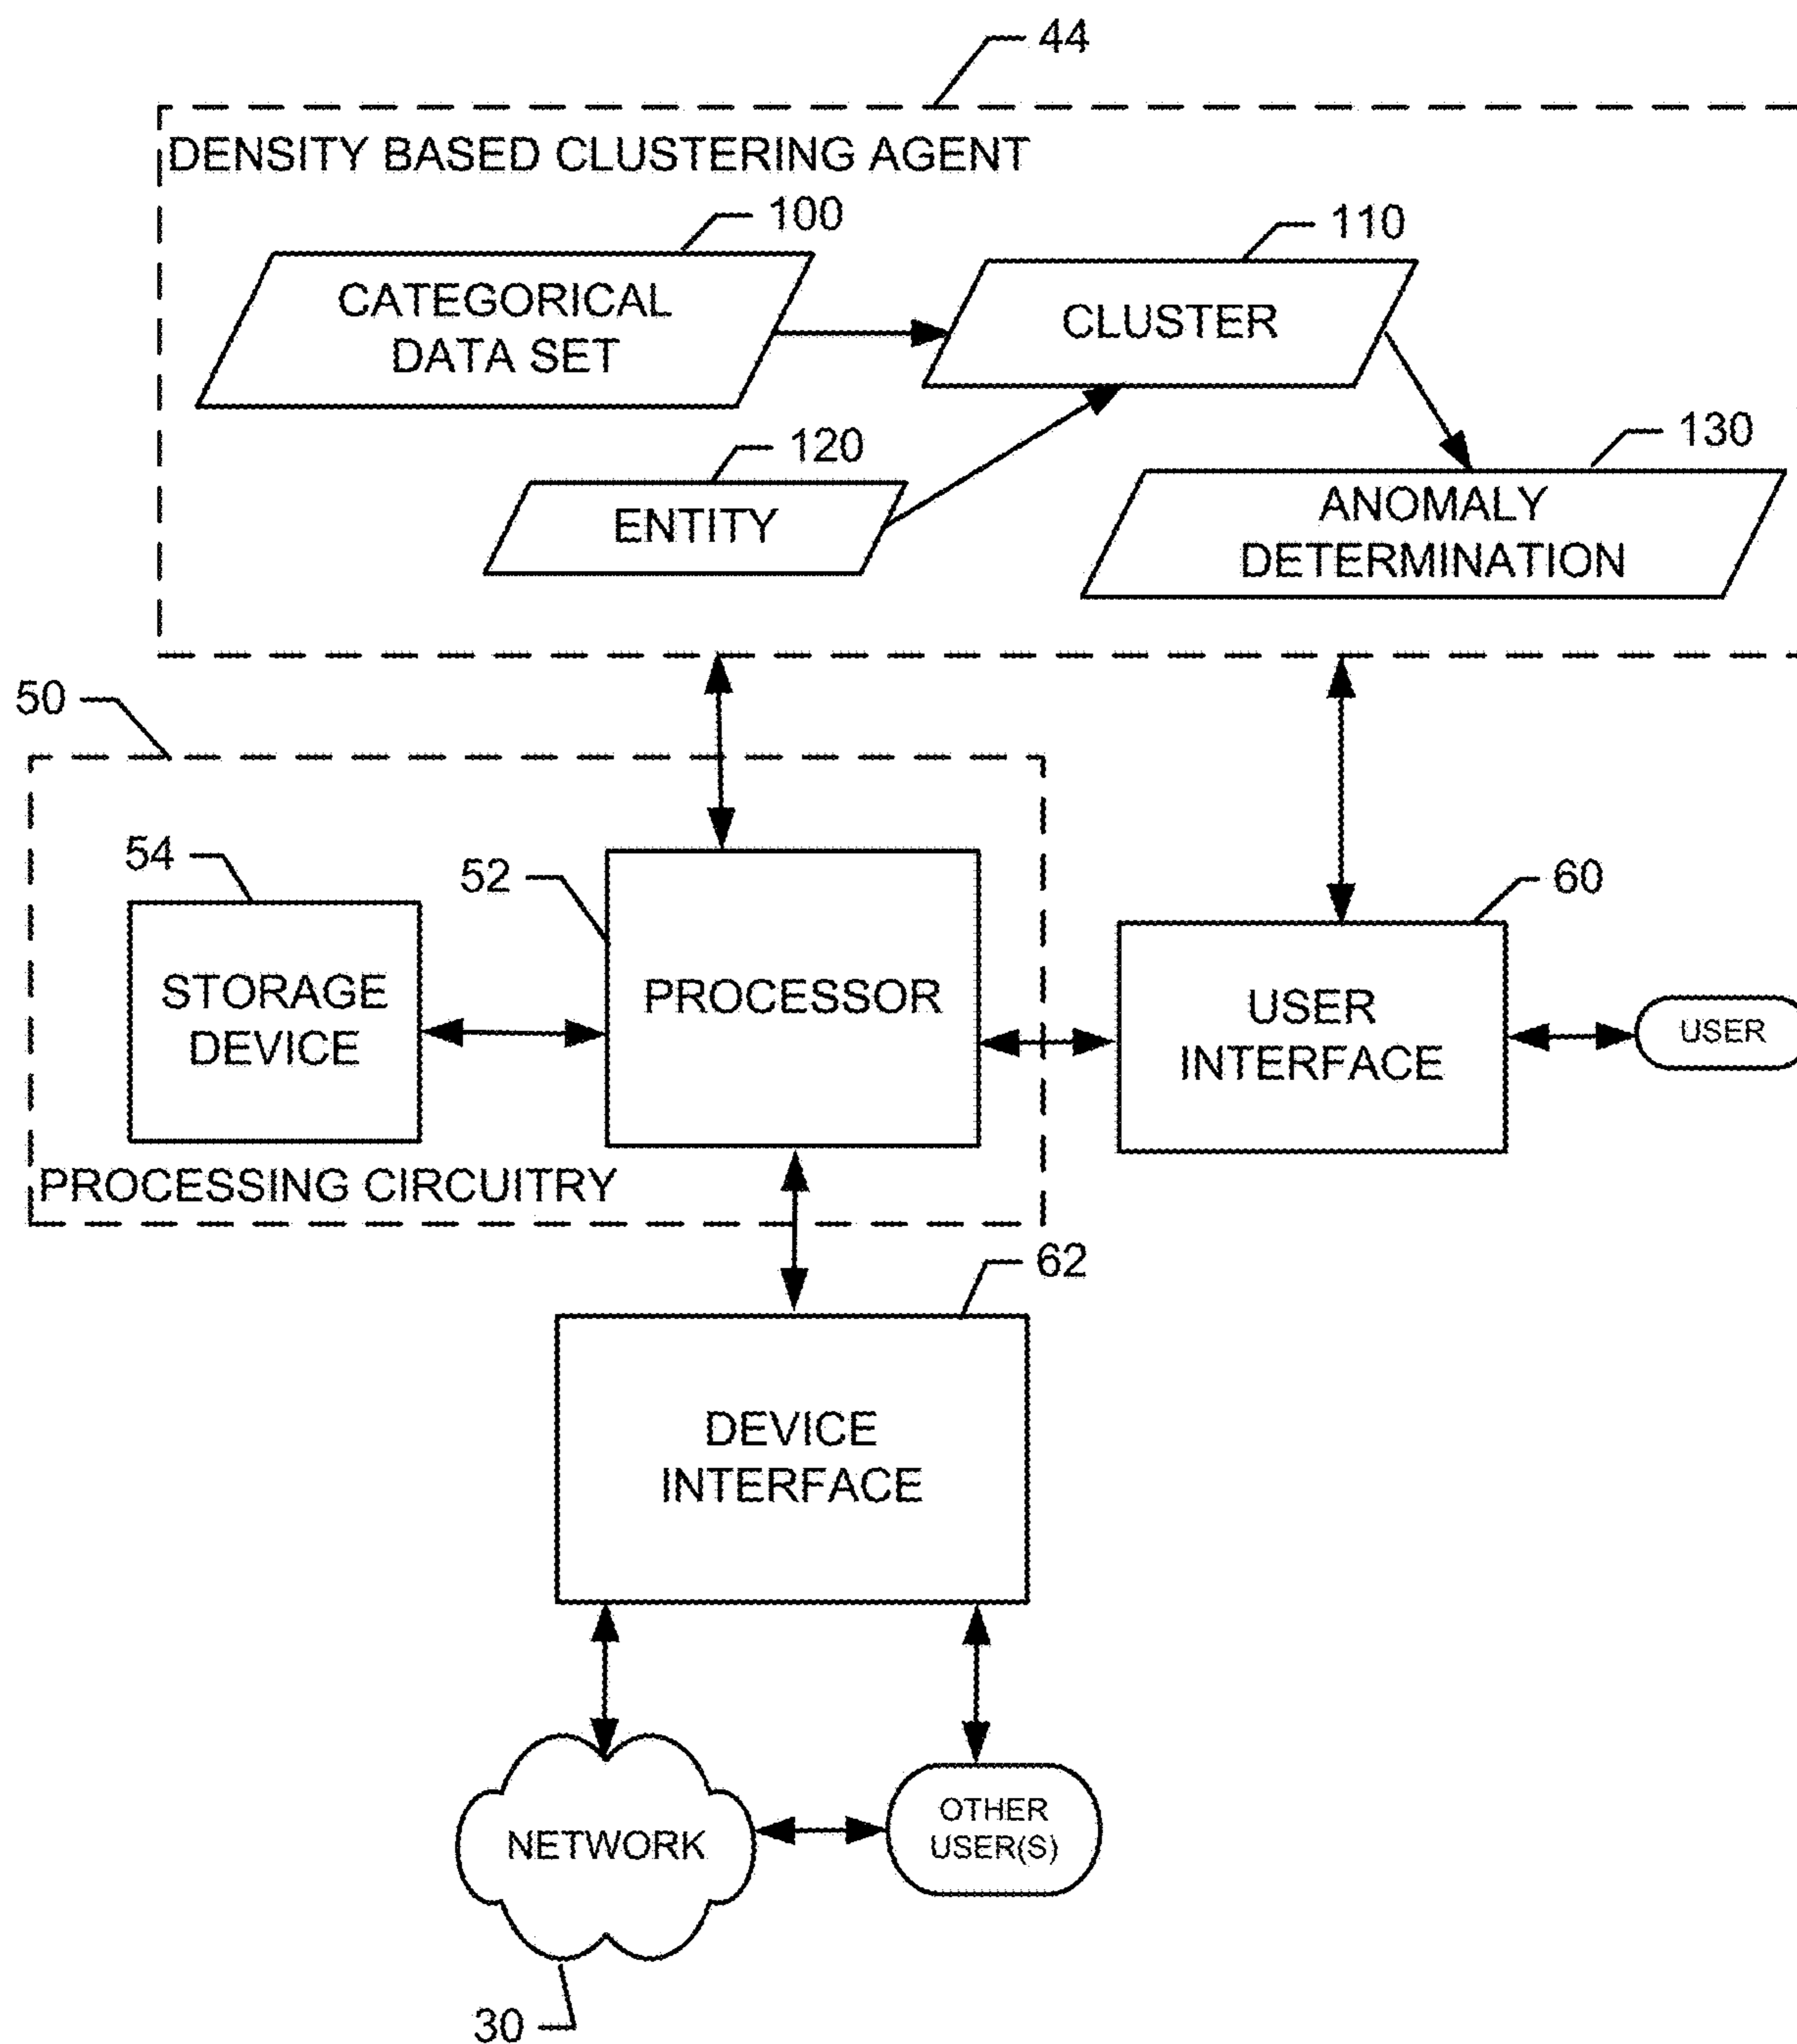 44
DENSITY BASED CLUSTERING AGENT
100
110
CATEGORICAL
DATA SET
CLUSTER
120
130
ENTITY
ANOMALY
DETERMINATION
50
54
52
60
STORAGE
DEVICE
PROCESSOR
USER
INTERFACE
USER
PROCESSING CIRCUITRY
62
DEVICE
INTERFACE
NETWORK
OTHER
USER(S)
30